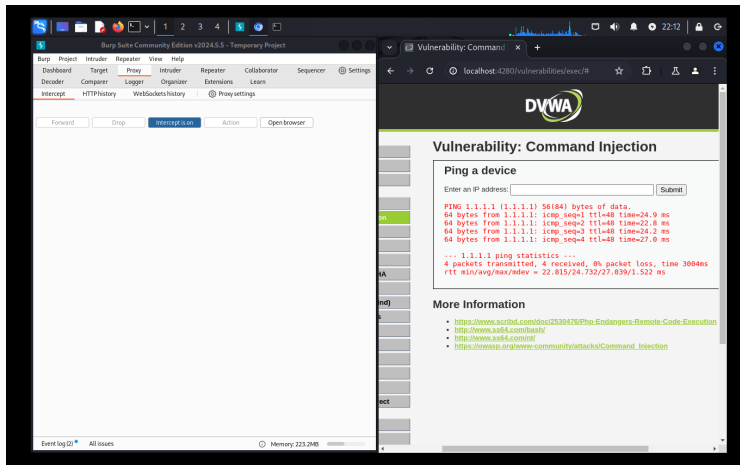 1 2 3 4
22:12
Burp Suite Community Edition v2024.5.5 - Temporary Project
Burp Project Intruder Repeater View Help
Dashboard Target Proxy Intruder Repeater Collaborator Sequencer Settings
Decoder Comparer Logger Organizer Extensions Learn
Intercept HTTP history WebSockets history Proxy settings
Forward Drop Intercept is on Action Open browser
Event log (2) All issues
Memory: 223.2MB
Vulnerability: Command
localhost:4280/vulnerabilities/exec/#
DVWA
on
HA
ind)
s
ect
Vulnerability: Command Injection
Ping a device
Enter an IP address: Submit
PING 1.1.1.1 (1.1.1.1) 56(84) bytes of data.
64 bytes from 1.1.1.1: icmp_seq=1 ttl=48 time=24.9 ms
64 bytes from 1.1.1.1: icmp_seq=2 ttl=48 time=22.8 ms
64 bytes from 1.1.1.1: icmp_seq=3 ttl=48 time=24.2 ms
64 bytes from 1.1.1.1: icmp_seq=4 ttl=48 time=27.0 ms
--- 1.1.1.1 ping statistics ---
4 packets transmitted, 4 received, 0% packet loss, time 3004ms
rtt min/avg/max/mdev = 22.815/24.732/27.039/1.522 ms
More Information
https://www.scribd.com/doc/2530476/Php-Endangers-Remote-Code-Execution
http://www.ss64.com/bash/
http://www.ss64.com/nt/
https://owasp.org/www-community/attacks/Command_Injection